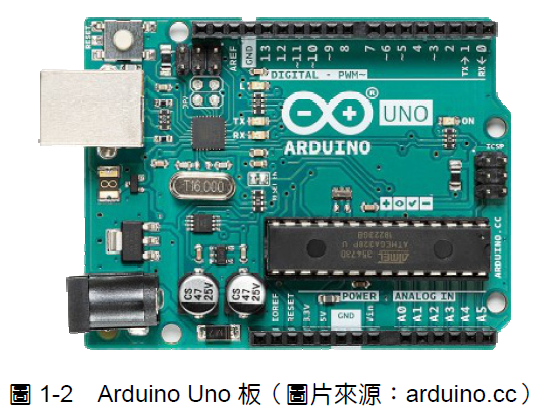 RESET
AREF
GND
13
12
~11
~10
~9
8
7
~6
~5
4
~3
2
TX→1
RX←0
DIGITAL - PWM~
L
TX
RX
ON
UNO
ARDUINO
ICSP
T16.000
ARDUINO.CC
ATMEL
ATMEGA328P U
CS
47
25V
CS
47
25V
POWER
ANALOG IN
IOREF
RESET
3.3V
5V
GND
Vin
A0
A1
A2
A3
A4
A5
圖 1-2 Arduino Uno 板（圖片來源：arduino.cc）